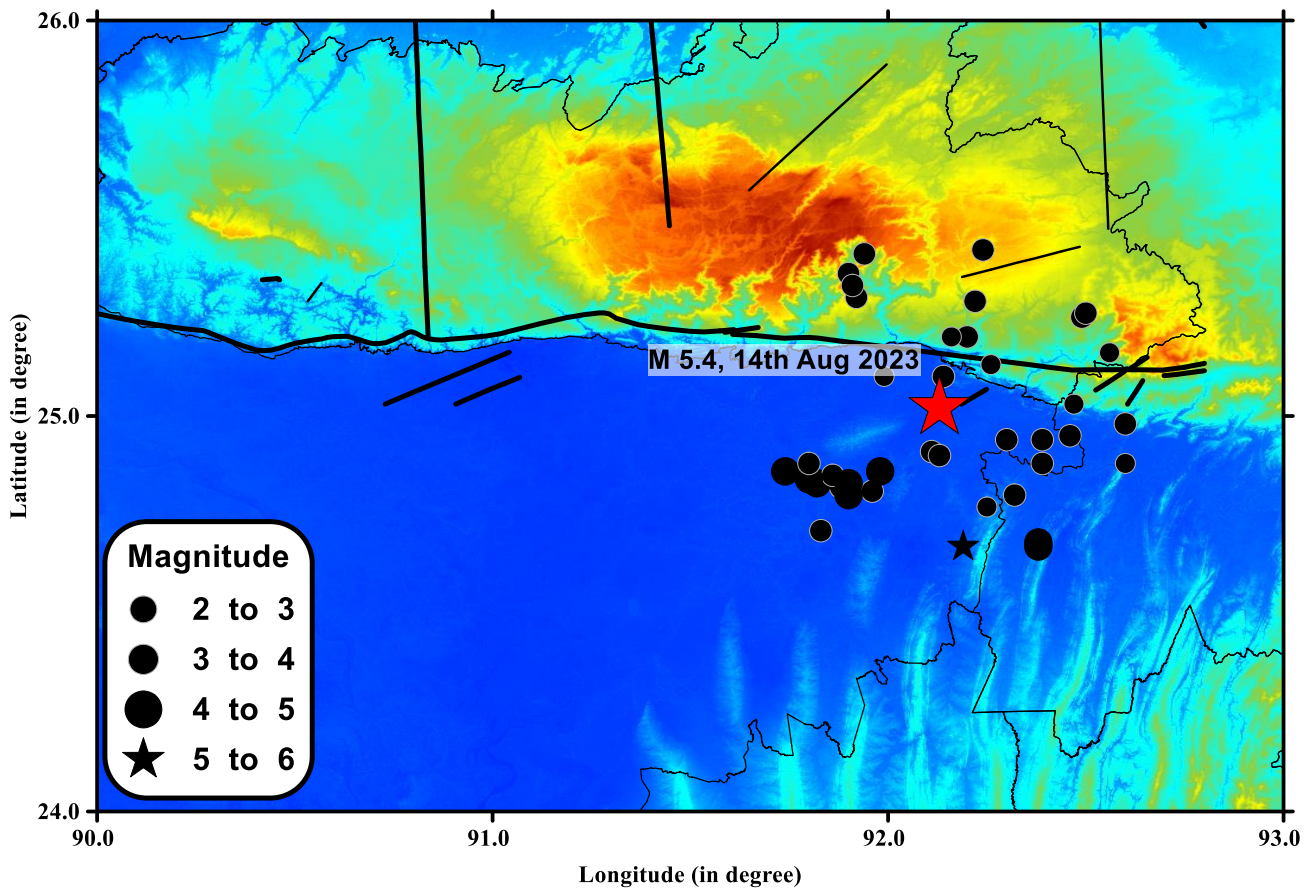 26.0
M 5.4, 14th Aug 2023
25.0
Latitude (in degree)
Magnitude
2 to 3
3 to 4
4 to 5
5 to 6
24.0
90.0 91.0 92.0 93.0
Longitude (in degree)